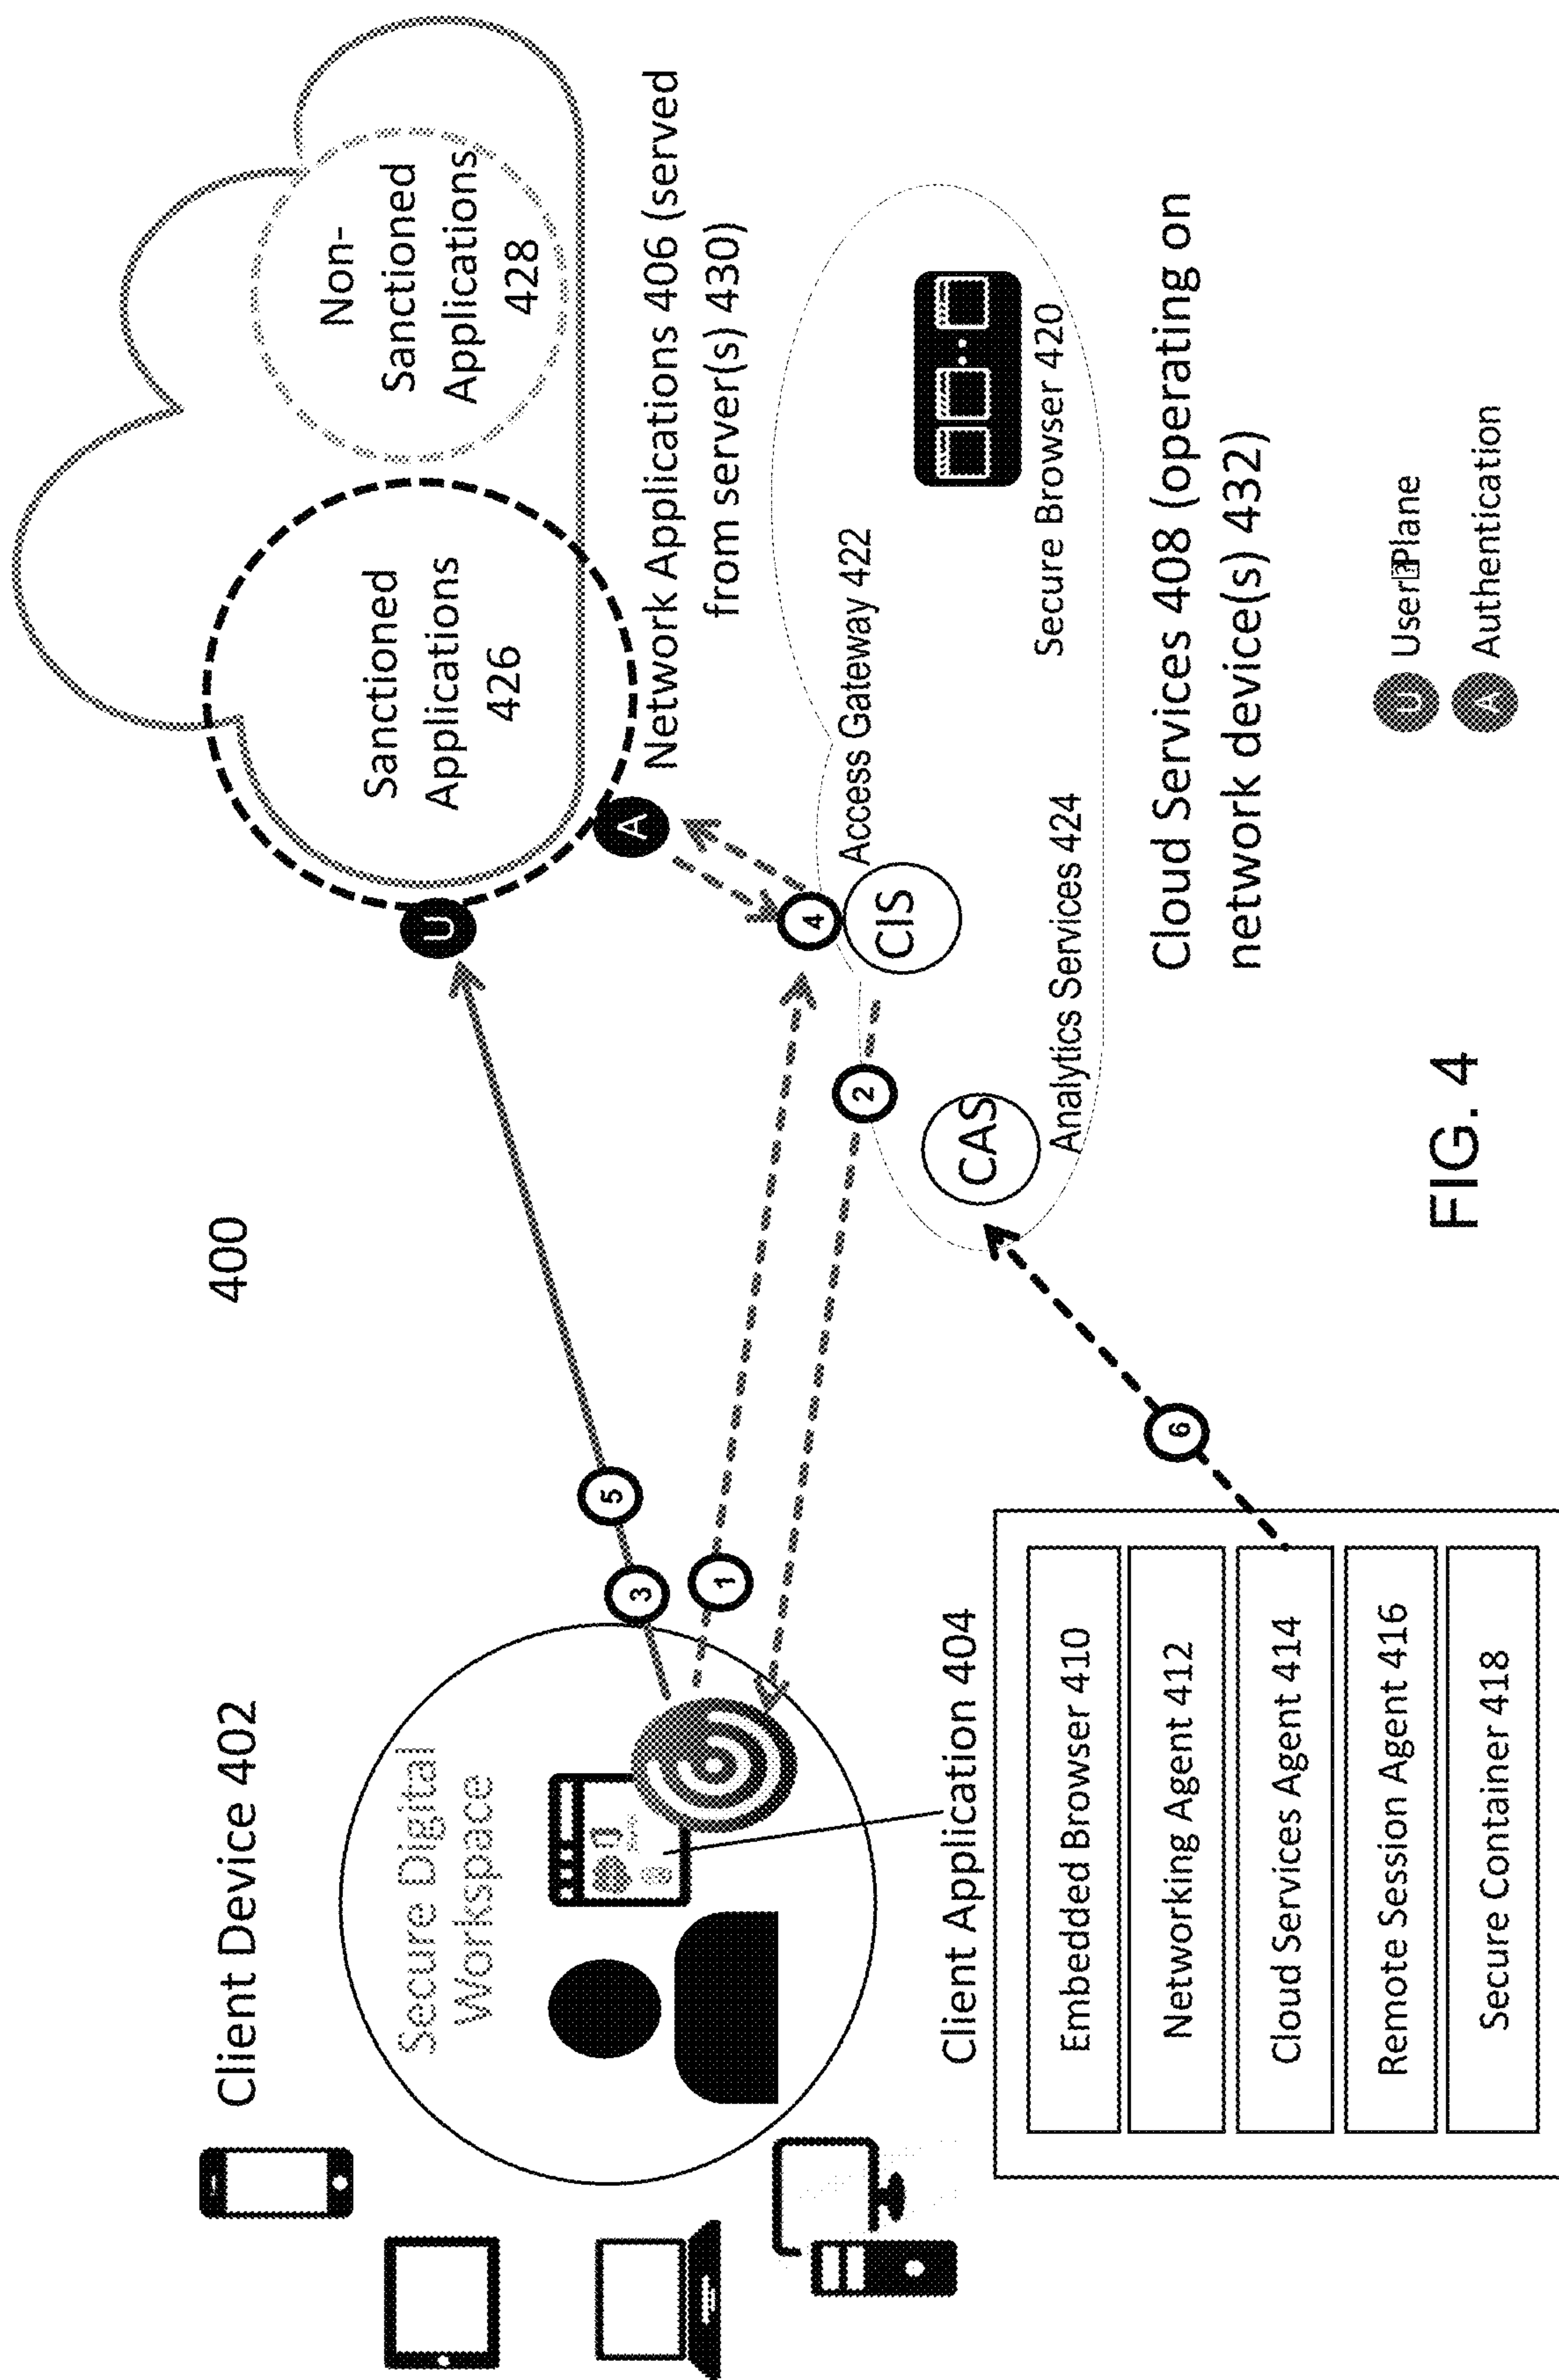 400
Client Device 402
Secure Digital
Workspace
3
5
1
2
4
U
A
6
Sanctioned
Applications
426
Non-
Sanctioned
Applications
428
Network Applications 406 (served
from server(s) 430)
Access Gateway 422
CIS
CAS
Analytics Services 424
Secure Browser 420
Cloud Services 408 (operating on
network device(s) 432)
Client Application 404
Embedded Browser 410
Networking Agent 412
Cloud Services Agent 414
Remote Session Agent 416
Secure Container 418
U User Plane
A Authentication
FIG. 4